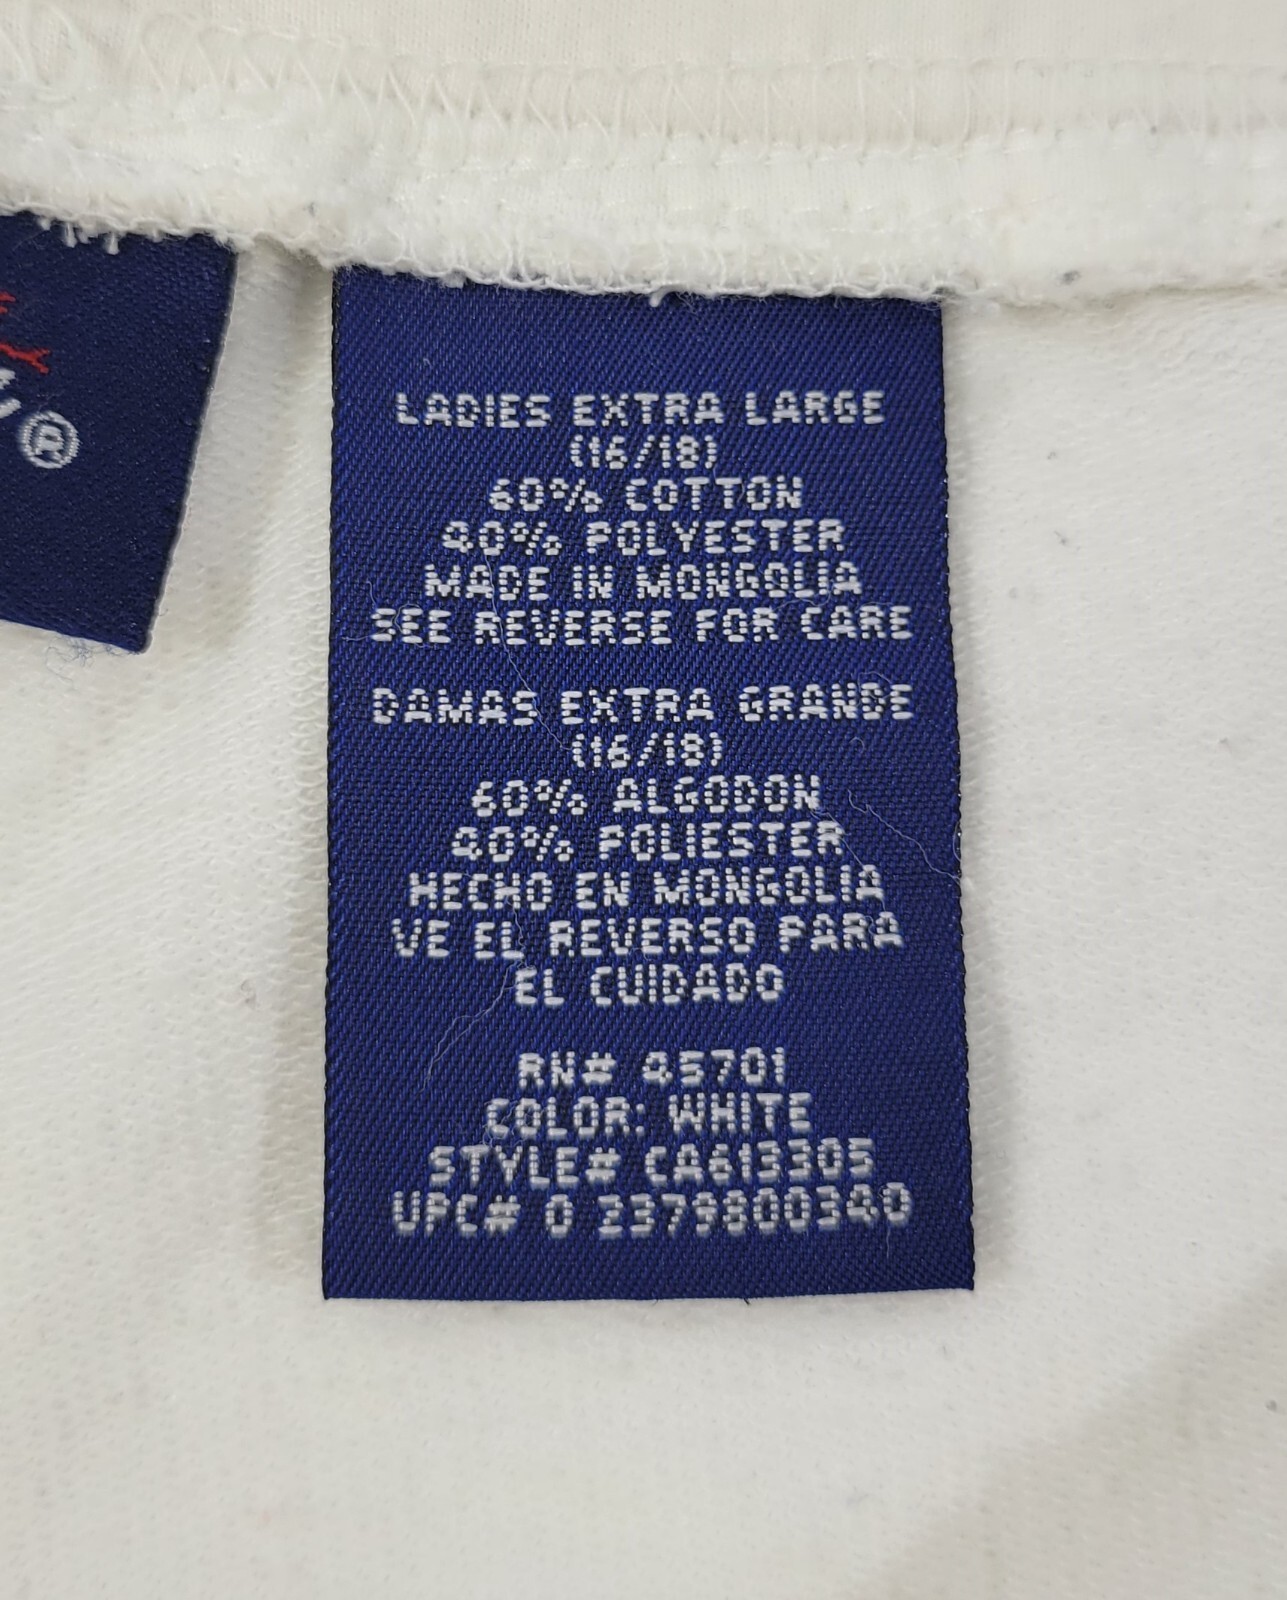 ®
LADIES EXTRA LARGE
(16/18)
60% COTTON
40% POLYESTER
MADE IN MONGOLIA
SEE REVERSE FOR CARE
DAMAS EXTRA GRANDE
(16/18)
60% ALGODON
40% POLIESTER
HECHO EN MONGOLIA
VE EL REVERSO PARA
EL CUIDADO
RN# 45701
COLOR: WHITE
STYLE# CA613305
UPC# 0 2379800340